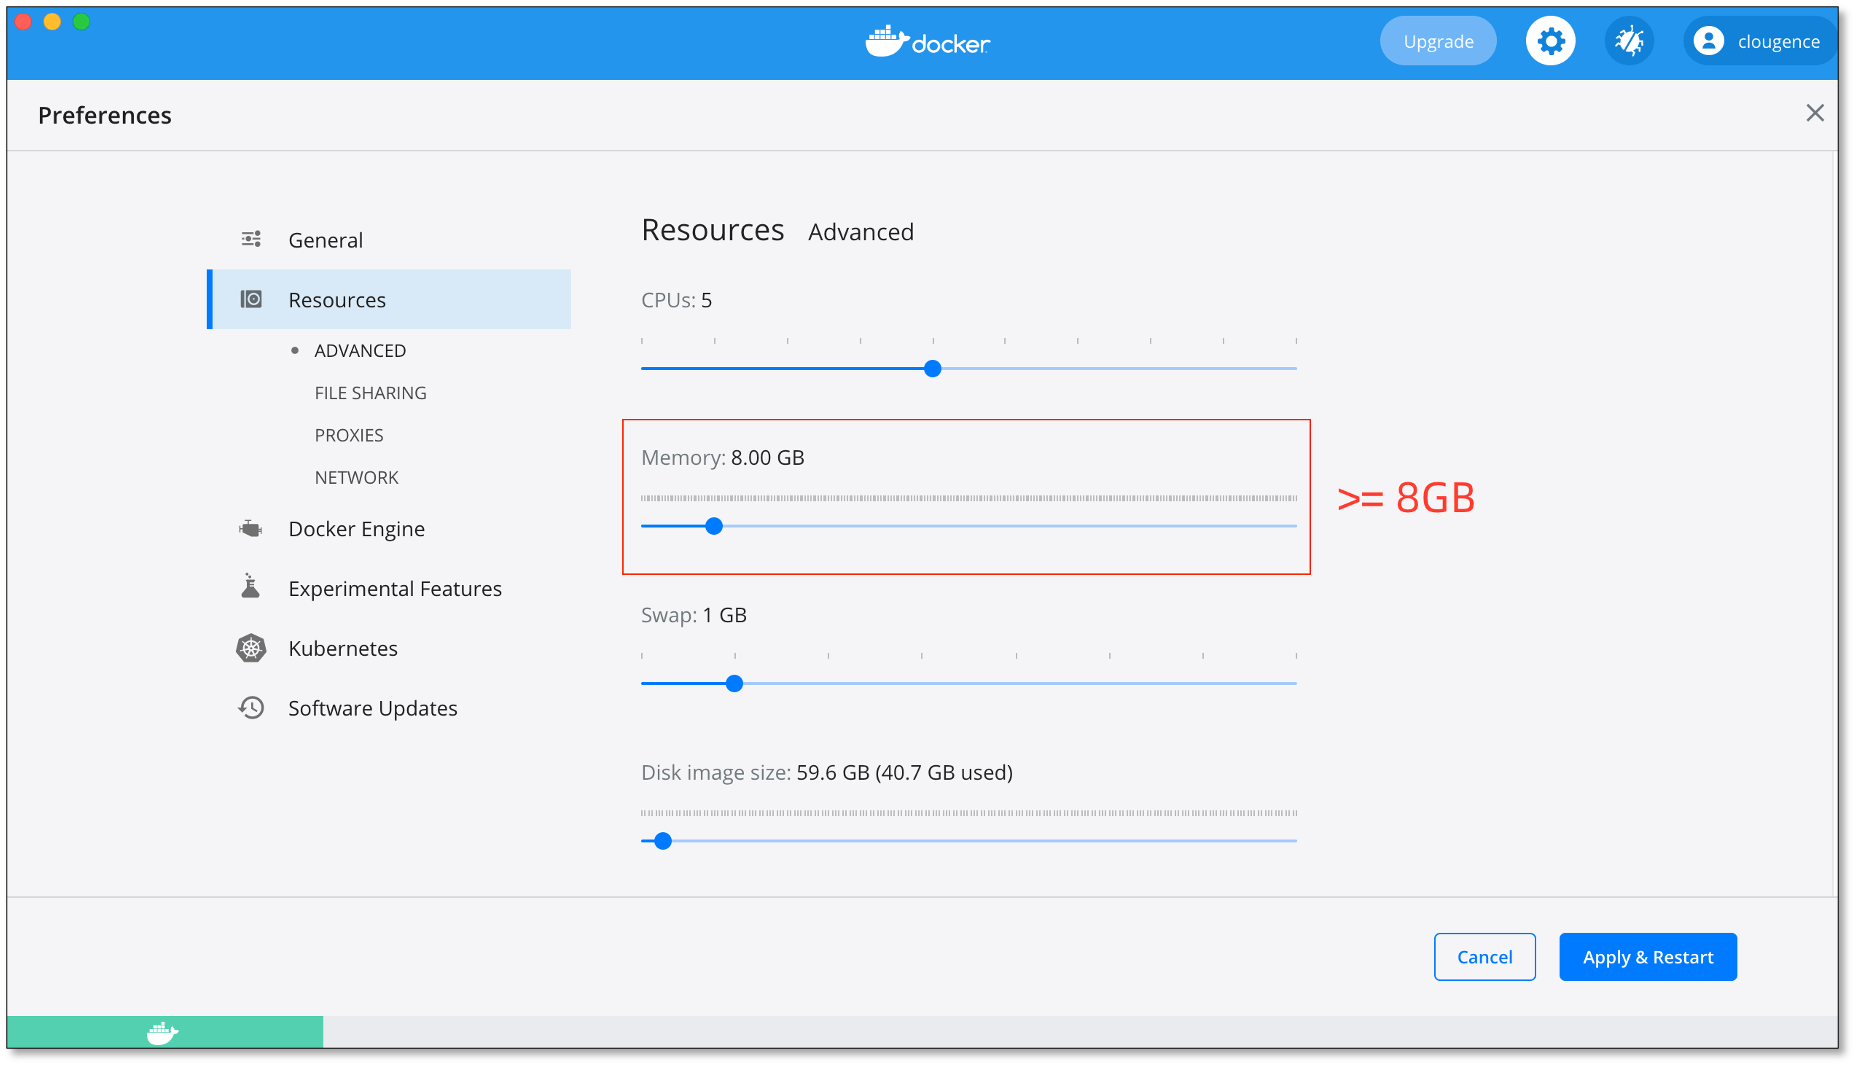 docker
Upgrade
clougence
Preferences
General
Resources
ADVANCED
FILE SHARING
PROXIES
NETWORK
Docker Engine
Experimental Features
Kubernetes
Software Updates
Resources Advanced
CPUs: 5
Memory: 8.00 GB
>= 8GB
Swap: 1 GB
Disk image size: 59.6 GB (40.7 GB used)
Cancel
Apply & Restart